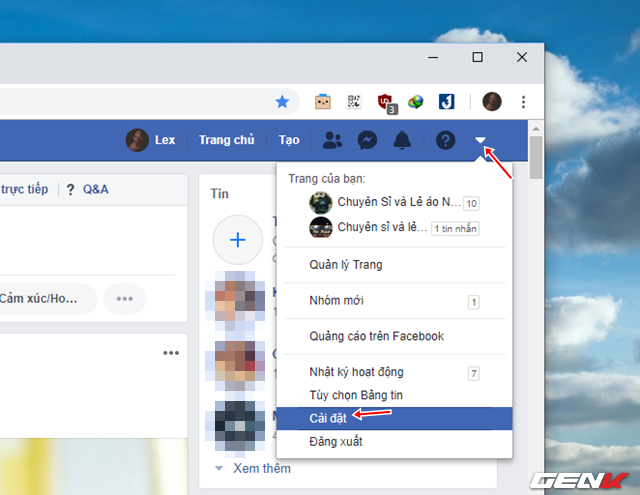 3
Lex Trang chủ Tạo
trực tiếp ? Q&A
Tin
Cảm xúc/Ho...
Xem thêm
Trang của bạn:
Chuyên Sỉ và Lẻ áo N... 10
Chuyên sỉ và lẻ... 1 tin nhắn
Quản lý Trang
Nhóm mới 1
Quảng cáo trên Facebook
Nhật ký hoạt động 7
Tùy chọn Bảng tin
Cài đặt
Đăng xuất
GENK